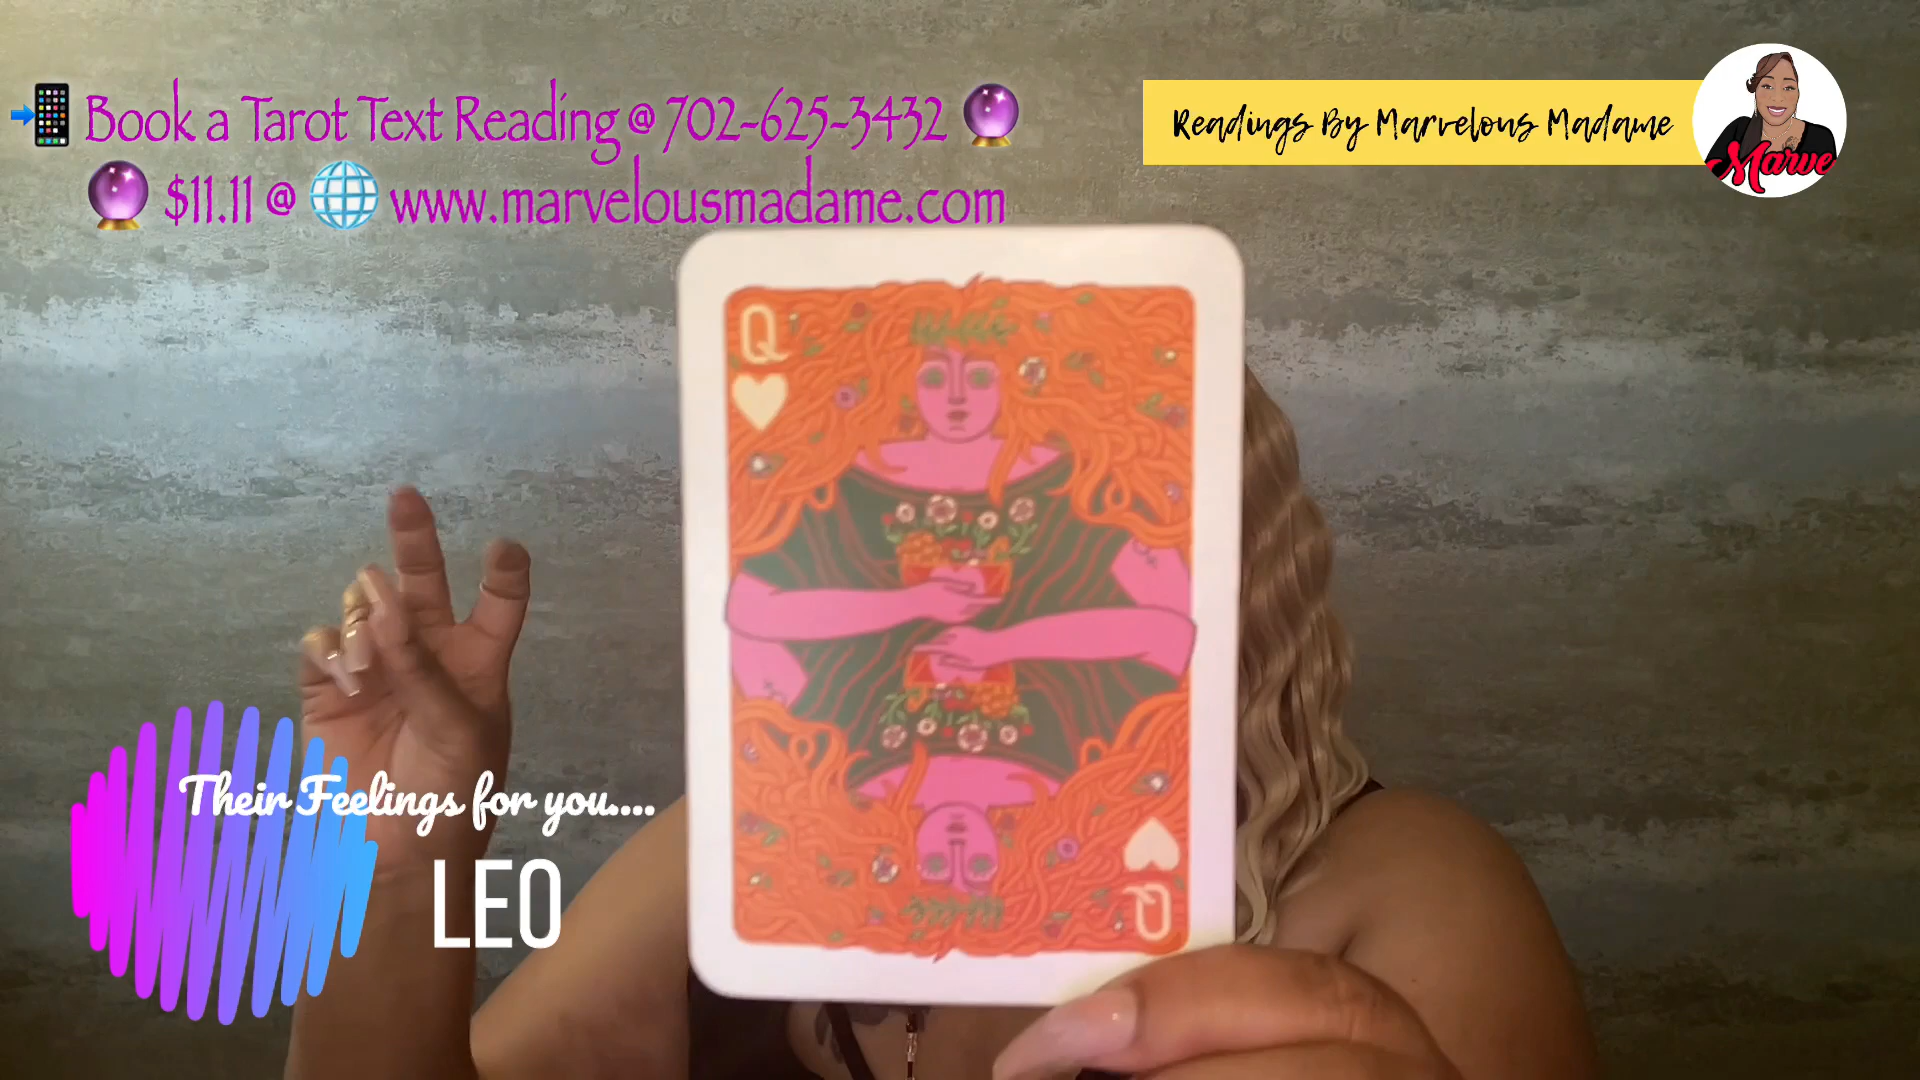 Book a Tarot Text Reading @ 702-625-3432
$11.11 @ www.marvelousmadame.com
Readings By Marvelous Madame
Marve
Q
Their Feelings for you....
LEO
Q